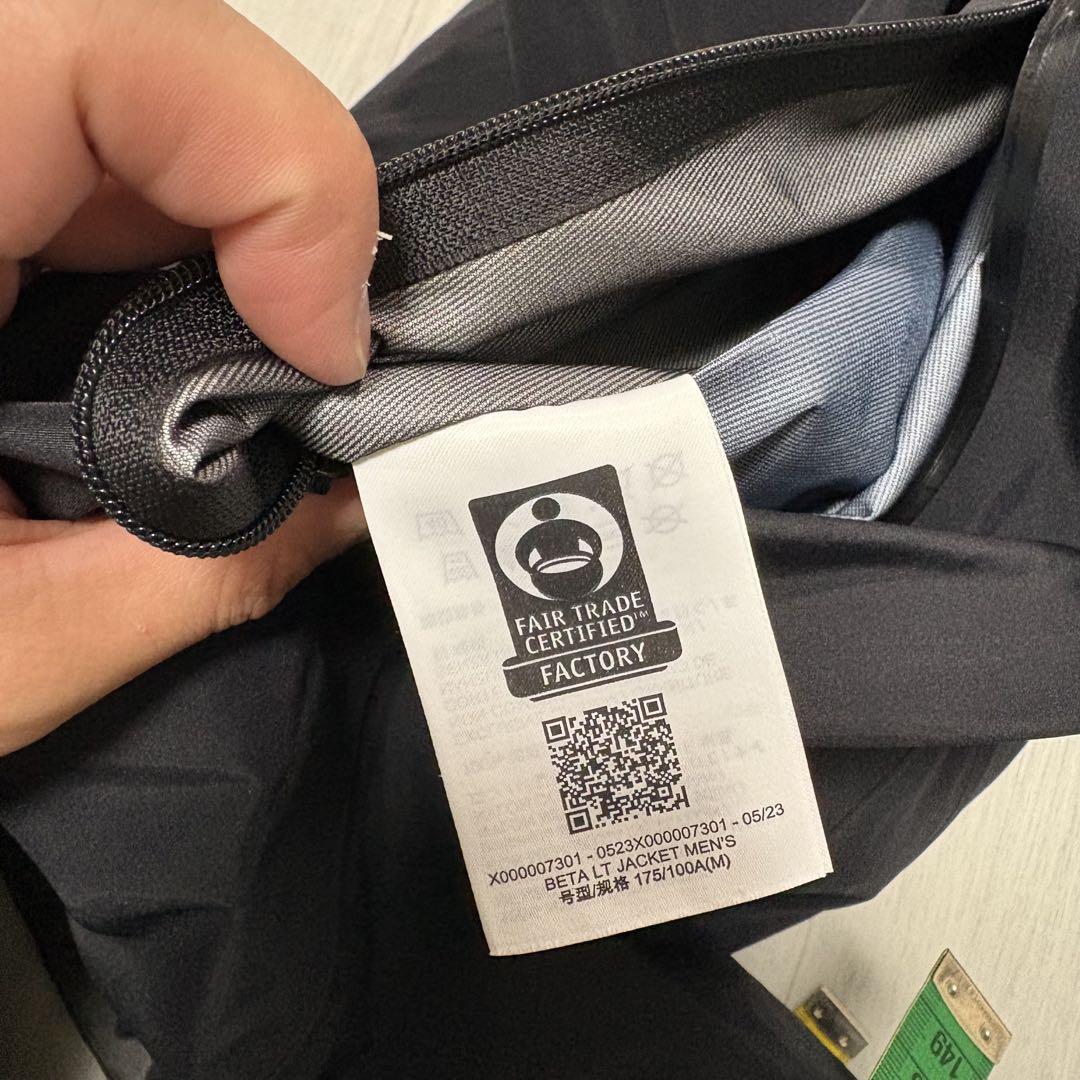 FAIR TRADE
CERTIFIED™
FACTORY
X000007301 - 0523X000007301 - 05/23
BETA LT JACKET MEN'S
号型/规格 175/100A(M)
149